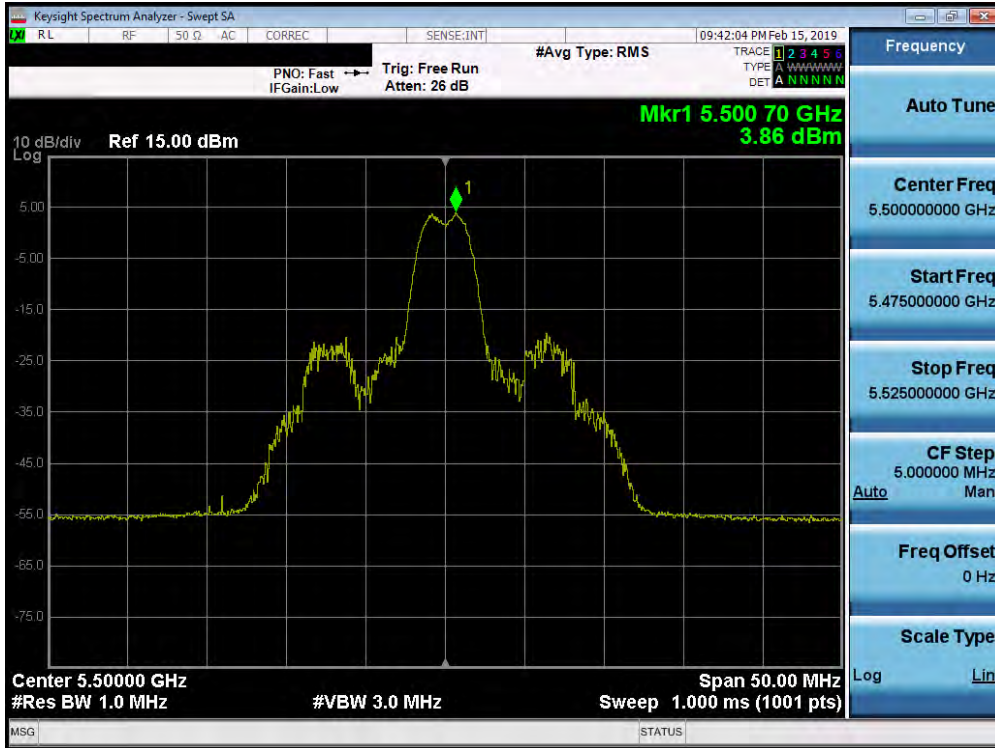 Keysight Spectrum Analyzer - Swept SA
LXI RL RF 50 Ω AC CORREC SENSE:INT 09:42:04 PM Feb 15, 2019
#Avg Type: RMS TRACE 1 2 3 4 5 6
PNO: Fast Trig: Free Run TYPE A WWWWW
IFGain:Low Atten: 26 dB DET A N N N N N
Mkr1 5.500 70 GHz
3.86 dBm
10 dB/div Ref 15.00 dBm
Log
1
5.00
-5.00
-15.0
-25.0
-35.0
-45.0
-55.0
-65.0
-75.0
Center 5.50000 GHz Span 50.00 MHz
#Res BW 1.0 MHz #VBW 3.0 MHz Sweep 1.000 ms (1001 pts)
MSG STATUS
Frequency
Auto Tune
Center Freq
5.500000000 GHz
Start Freq
5.475000000 GHz
Stop Freq
5.525000000 GHz
CF Step
5.000000 MHz
Auto Man
Freq Offset
0 Hz
Scale Type
Log Lin